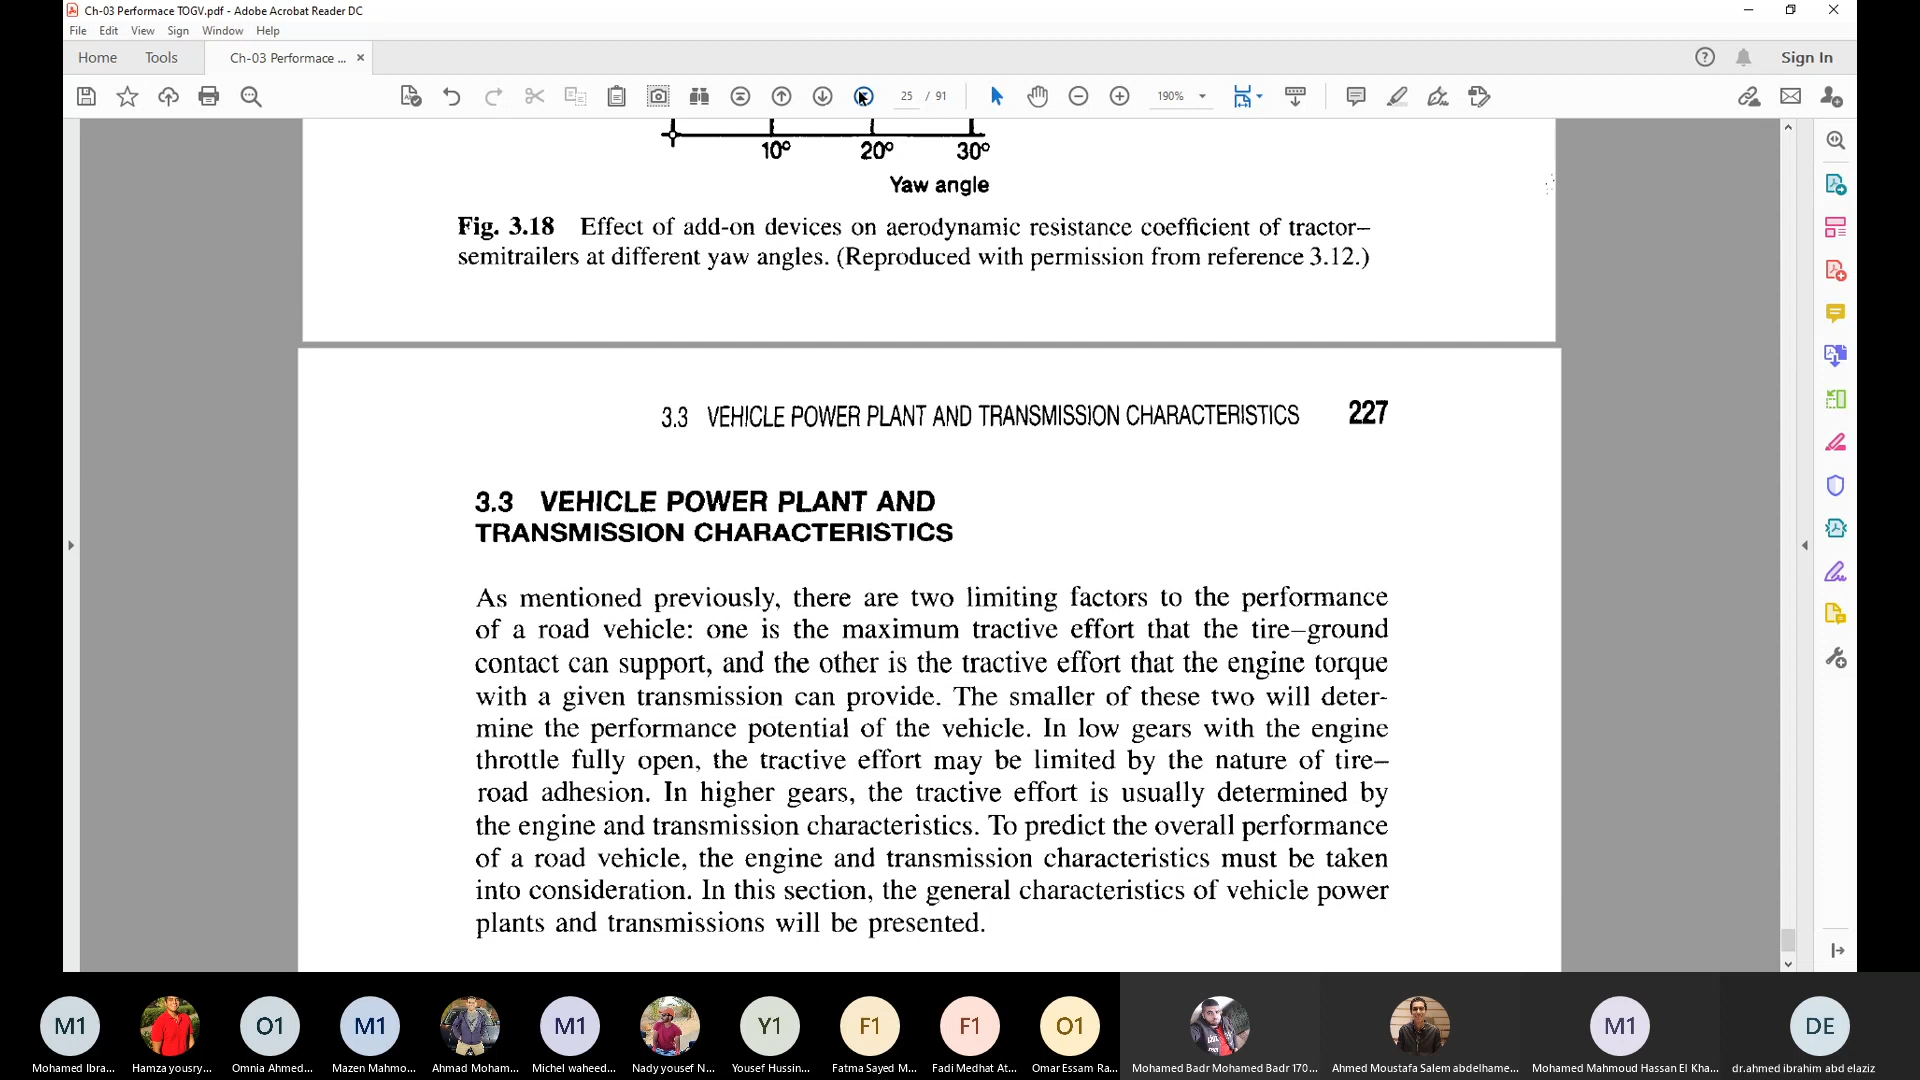 Ch-03 Performace TOGV.pdf - Adobe Acrobat Reader DC
File Edit View Sign Window Help
Home Tools Ch-03 Performace ... × Sign In
25 / 91 190%
10° 20° 30°
Yaw angle
Fig. 3.18 Effect of add-on devices on aerodynamic resistance coefficient of tractor–
semitrailers at different yaw angles. (Reproduced with permission from reference 3.12.)
3.3 VEHICLE POWER PLANT AND TRANSMISSION CHARACTERISTICS 227
3.3 VEHICLE POWER PLANT AND
TRANSMISSION CHARACTERISTICS
As mentioned previously, there are two limiting factors to the performance
of a road vehicle: one is the maximum tractive effort that the tire–ground
contact can support, and the other is the tractive effort that the engine torque
with a given transmission can provide. The smaller of these two will deter-
mine the performance potential of the vehicle. In low gears with the engine
throttle fully open, the tractive effort may be limited by the nature of tire–
road adhesion. In higher gears, the tractive effort is usually determined by
the engine and transmission characteristics. To predict the overall performance
of a road vehicle, the engine and transmission characteristics must be taken
into consideration. In this section, the general characteristics of vehicle power
plants and transmissions will be presented.
M1 O1 M1 M1 Y1 F1 F1 O1 M1 DE
Mohamed Ibra... Hamza yousry... Omnia Ahmed... Mazen Mahmo... Ahmad Moham... Michel waheed... Nady yousef N... Yousef Hussin... Fatma Sayed M... Fadi Medhat At... Omar Essam Ra... Mohamed Badr Mohamed Badr 170... Ahmed Moustafa Salem abdelhame... Mohamed Mahmoud Hassan El Kha... dr.ahmed ibrahim abd elaziz